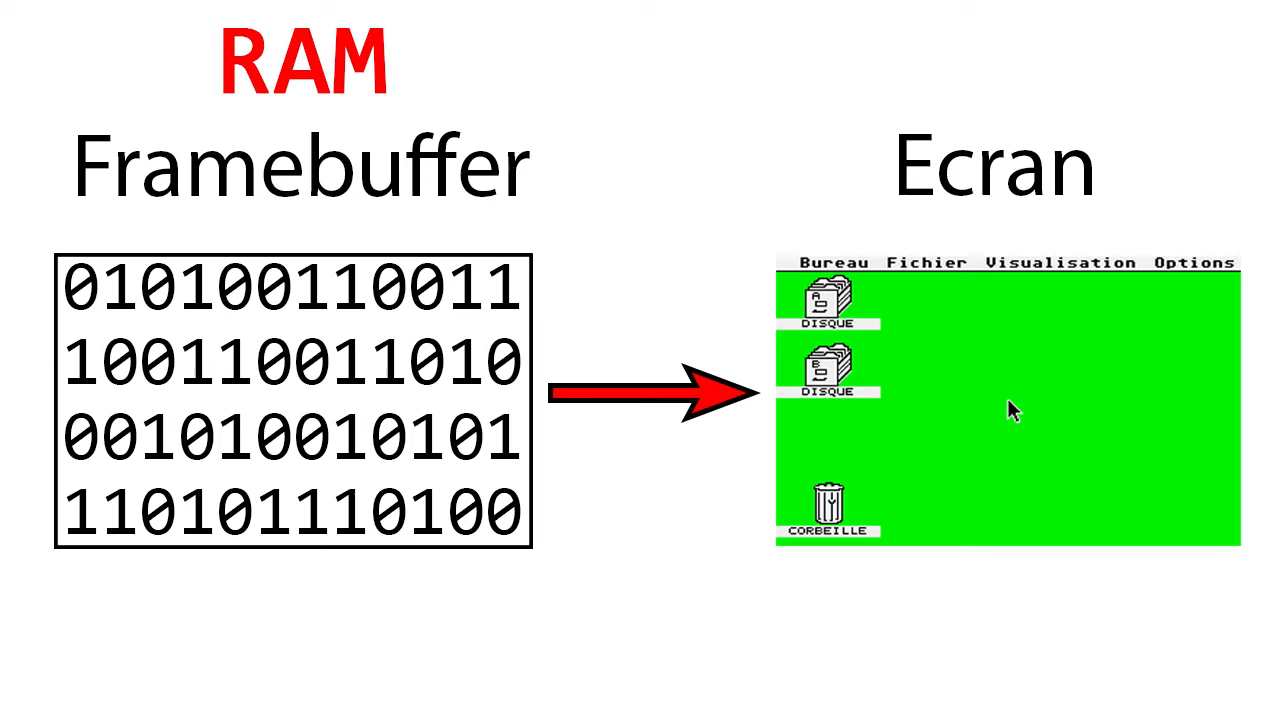 RAM
Framebuffer
Ecran
010100110011
100110011010
001010010101
110101110100
Bureau Fichier Visualisation Options
A
DISQUE
B
DISQUE
CORBEILLE